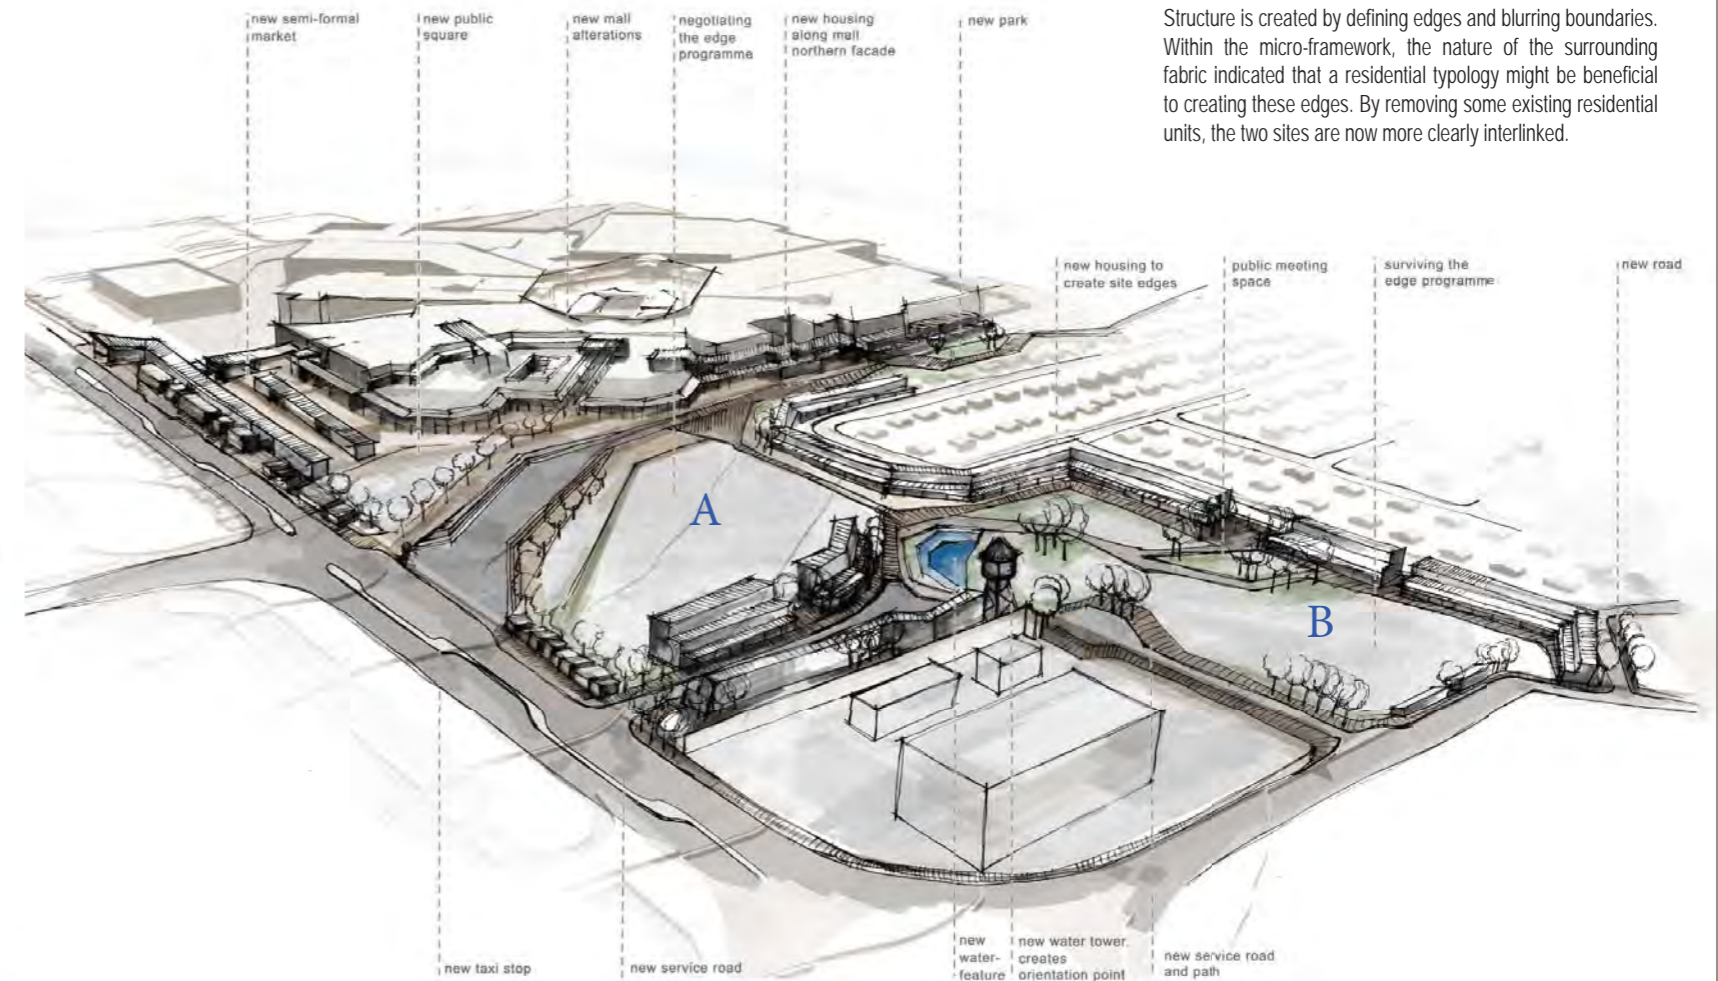 new semi-formal
market
new public
square
new mall
alterations
negotiating
the edge
programme
new housing
along mall
northern facade
new park
Structure is created by defining edges and blurring boundaries.
Within the micro-framework, the nature of the surrounding
fabric indicated that a residential typology might be beneficial
to creating these edges. By removing some existing residential
units, the two sites are now more clearly interlinked.
new housing to
create site edges
public meeting
space
surviving the
edge programme
new road
A
B
new taxi stop
new service road
new
water-
feature
new water tower
creates
orientation point
new service road
and path